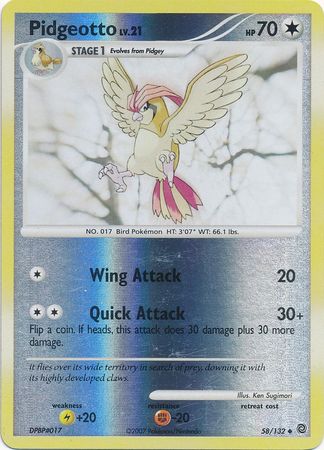 Pidgeotto LV.21 HP 70
STAGE 1 Evolves from Pidgey
NO. 017 Bird Pokémon HT: 3'07" WT: 66.1 lbs.
Wing Attack 20
Quick Attack 30+
Flip a coin. If heads, this attack does 30 damage plus 30 more
damage.
It flies over its wide territory in search of prey, downing it with
its highly developed claws.
Illus. Ken Sugimori
DPBP#017 58/132
weakness resistance retreat cost
+20 -20
©2007 Pokémon/Nintendo